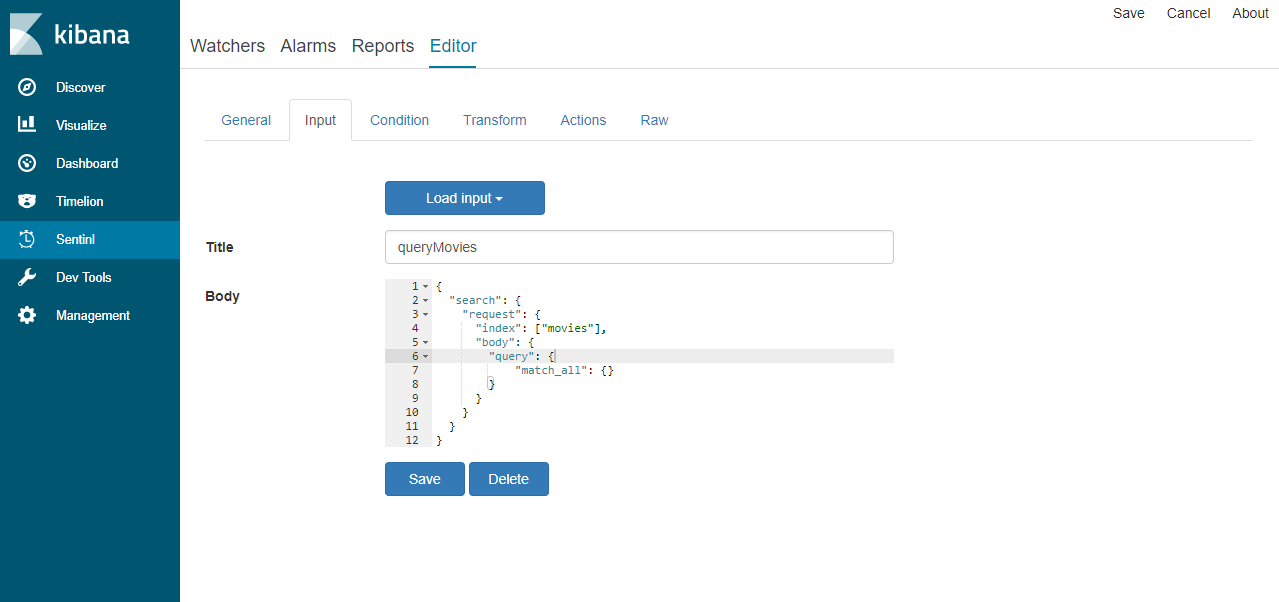 Save Cancel About
kibana
Watchers Alarms Reports Editor
Discover
Visualize
Dashboard
Timelion
Sentinl
Dev Tools
Management
General Input Condition Transform Actions Raw
Load input
Title queryMovies
Body
1 {
2 "search": {
3 "request": {
4 "index": ["movies"],
5 "body": {
6 "query": {
7 "match_all": {}
8 }
9 }
10 }
11 }
12 }
Save Delete